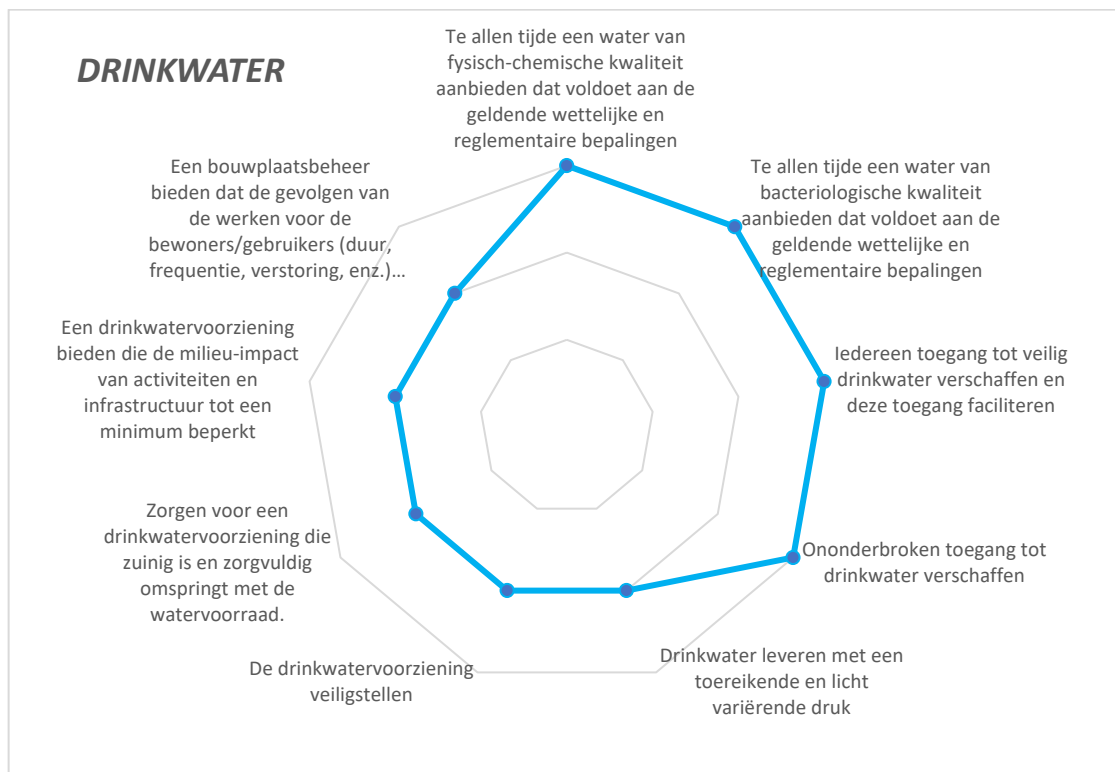 DRINKWATER
Te allen tijde een water van
fysisch-chemische kwaliteit
aanbieden dat voldoet aan de
geldende wettelijke en
reglementaire bepalingen
Te allen tijde een water van
bacteriologische kwaliteit
aanbieden dat voldoet aan de
geldende wettelijke en
reglementaire bepalingen
Iedereen toegang tot veilig
drinkwater verschaffen en
deze toegang faciliteren
Ononderbroken toegang tot
drinkwater verschaffen
Drinkwater leveren met een
toereikende en licht
variërende druk
De drinkwatervoorziening
veiligstellen
Zorgen voor een
drinkwatervoorziening die
zuinig is en zorgvuldig
omspringt met de
watervoorraad.
Een drinkwatervoorziening
bieden die de milieu-impact
van activiteiten en
infrastructuur tot een
minimum beperkt
Een bouwplaatsbeheer
bieden dat de gevolgen van
de werken voor de
bewoners/gebruikers (duur,
frequentie, verstoring, enz.)...